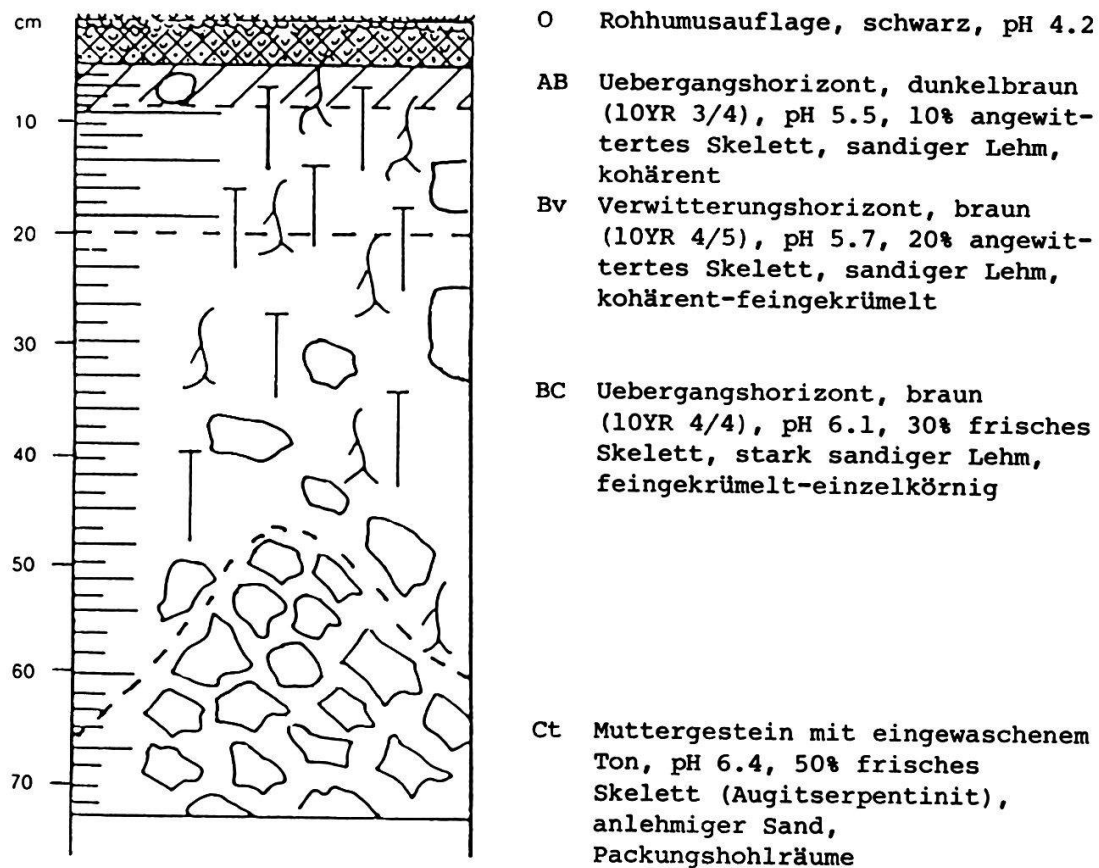 cm
10
20
30
40
50
60
70
O Rohhumusauflage, schwarz, pH 4.2
AB Uebergangshorizont, dunkelbraun
(10YR 3/4), pH 5.5, 10% angewit-
tertes Skelett, sandiger Lehm,
kohärent
Bv Verwitterungshorizont, braun
(10YR 4/5), pH 5.7, 20% angewit-
tertes Skelett, sandiger Lehm,
kohärent-feingekrümelt
BC Uebergangshorizont, braun
(10YR 4/4), pH 6.1, 30% frisches
Skelett, stark sandiger Lehm,
feingekrümelt-einzelkörnig
Ct Muttergestein mit eingewaschenem
Ton, pH 6.4, 50% frisches
Skelett (Augitserpentinit),
anlehmiger Sand,
Packungshohlräume